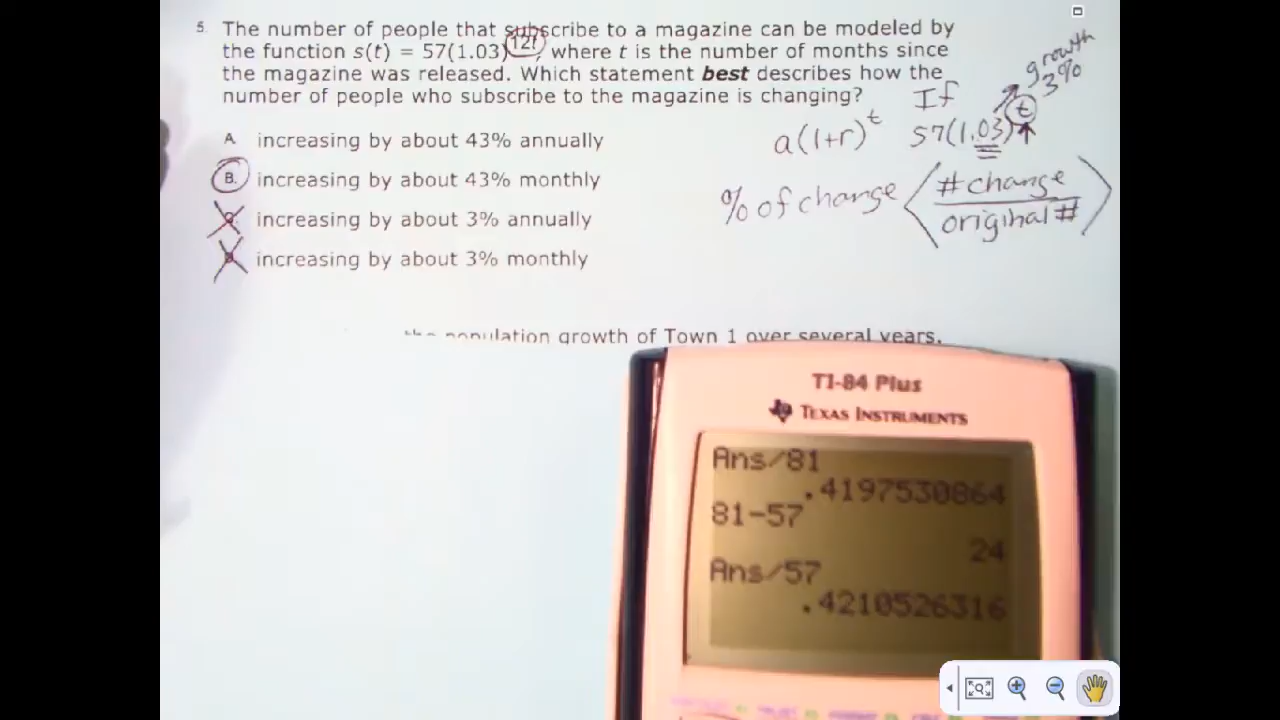 5. The number of people that subscribe to a magazine can be modeled by
the function s(t) = 57(1.03)^12t, where t is the number of months since
the magazine was released. Which statement best describes how the
number of people who subscribe to the magazine is changing?
A. increasing by about 43% annually
B. increasing by about 43% monthly
increasing by about 3% annually
increasing by about 3% monthly
growth
3%
If
a(1+r)^t
57(1.03)^t
% of change
# change
original #
population growth of Town 1 over several years.
TI-84 Plus
TEXAS INSTRUMENTS
Ans/81
.4197530864
81-57
24
Ans/57
.4210526316